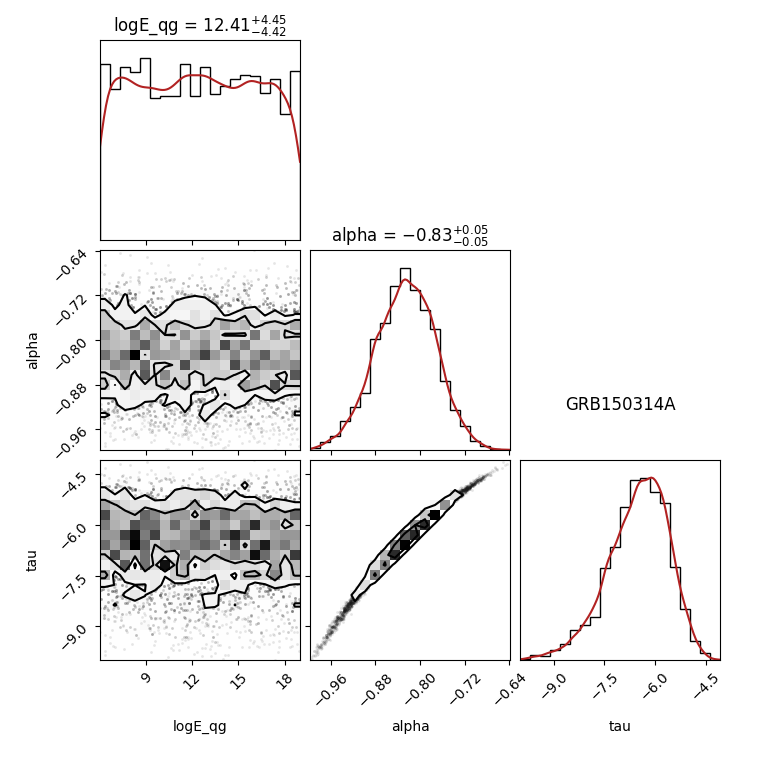 logE_qg = 12.41+4.45−4.42
alpha = −0.83+0.05−0.05
−0.64
−0.72
−0.80
−0.88
−0.96
alpha
GRB150314A
−4.5
−6.0
−7.5
−9.0
tau
9 12 15 18
−0.96 −0.88 −0.80 −0.72 −0.64
−9.0 −7.5 −6.0 −4.5
logE_qg alpha tau